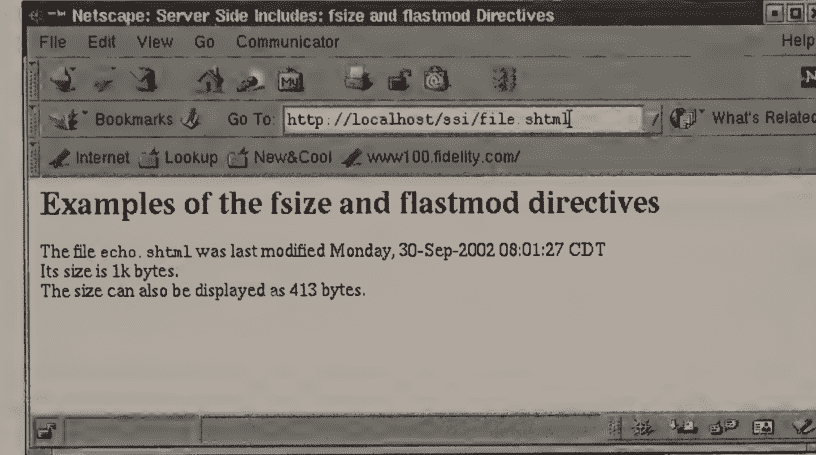 Netscape: Server Side Includes: fsize and flastmod Directives
File Edit View Go Communicator Help
My
N
Bookmarks Go To: http://localhost/ssi/file.shtml What's Related
Internet Lookup New&Cool www100.fidelity.com/
Examples of the fsize and flastmod directives
The file echo.shtml was last modified Monday, 30-Sep-2002 08:01:27 CDT
Its size is 1k bytes.
The size can also be displayed as 413 bytes.